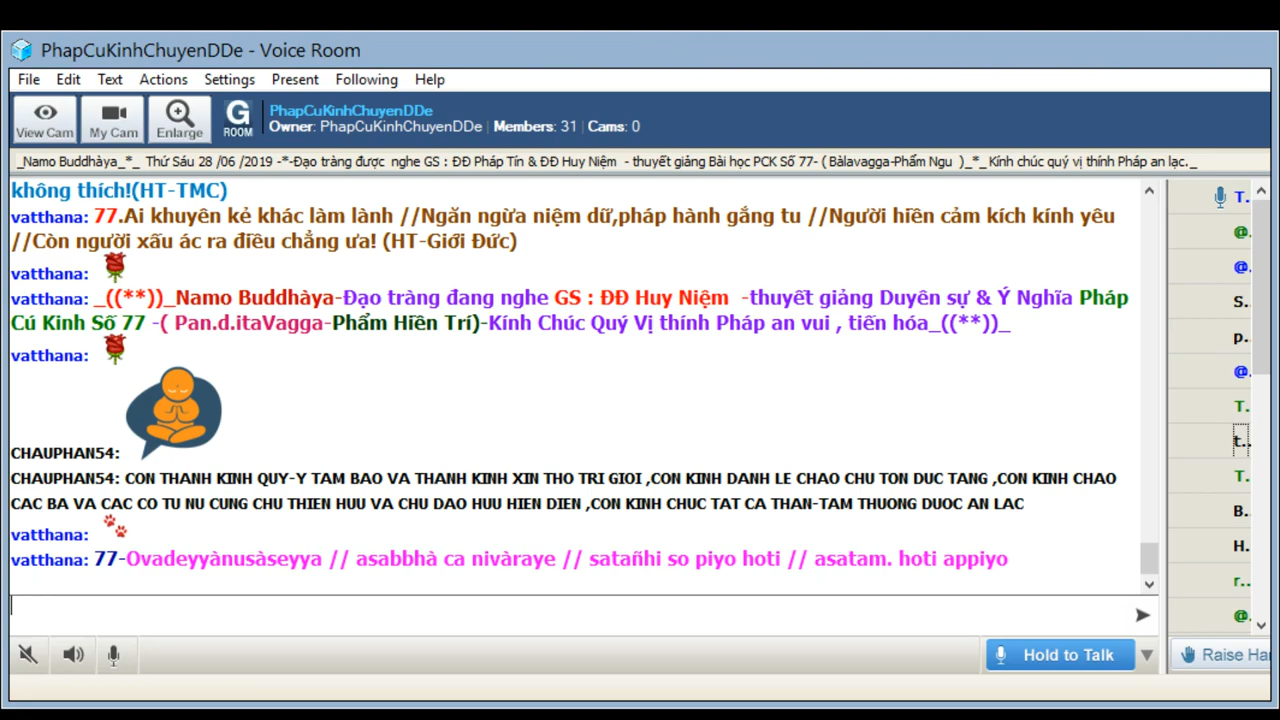 PhapCuKinhChuyenDDe - Voice Room
File Edit Text Actions Settings Present Following Help
View Cam My Cam Enlarge G ROOM
PhapCuKinhChuyenDDe
Owner: PhapCuKinhChuyenDDe | Members: 31 | Cams: 0
_Namo Buddhàya_*_ Thứ Sáu 28 /06 /2019 -*-Đạo tràng được nghe GS : ĐĐ Pháp Tín & ĐĐ Huy Niệm - thuyết giảng Bài học PCK Số 77- ( Bàlavagga-Phẩm Ngu )_*_Kính chúc quý vị thính Pháp an lạc._
không thích!(HT-TMC)
vatthana: 77.Ai khuyên kẻ khác làm lành //Ngăn ngừa niệm dữ,pháp hành gắng tu //Người hiền cảm kích kính yêu
//Còn người xấu ác ra điều chẳng ưa! (HT-Giới Đức)
vatthana:
vatthana: _((**))_Namo Buddhàya-Đạo tràng đang nghe GS : ĐĐ Huy Niệm -thuyết giảng Duyên sự & Ý Nghĩa Pháp
Cú Kinh Số 77 -( Pan.d.itaVagga-Phẩm Hiền Trí)-Kính Chúc Quý Vị thính Pháp an vui , tiến hóa_((**))_
vatthana:
CHAUPHAN54:
CHAUPHAN54: CON THANH KINH QUY-Y TAM BAO VA THANH KINH XIN THO TRI GIOI ,CON KINH DANH LE CHAO CHU TON DUC TANG ,CON KINH CHAO
CAC BA VA CAC CO TU NU CUNG CHU THIEN HUU VA CHU DAO HUU HIEN DIEN ,CON KINH CHUC TAT CA THAN-TAM THUONG DUOC AN LAC
vatthana:
vatthana: 77-Ovadeyyànusàseyya // asabbhà ca nivàraye // satañhi so piyo hoti // asatam. hoti appiyo
T.
@.
@.
S..
p..
@.
T.
t..
T.
B..
H.
r..
@.
Hold to Talk
Raise Ha